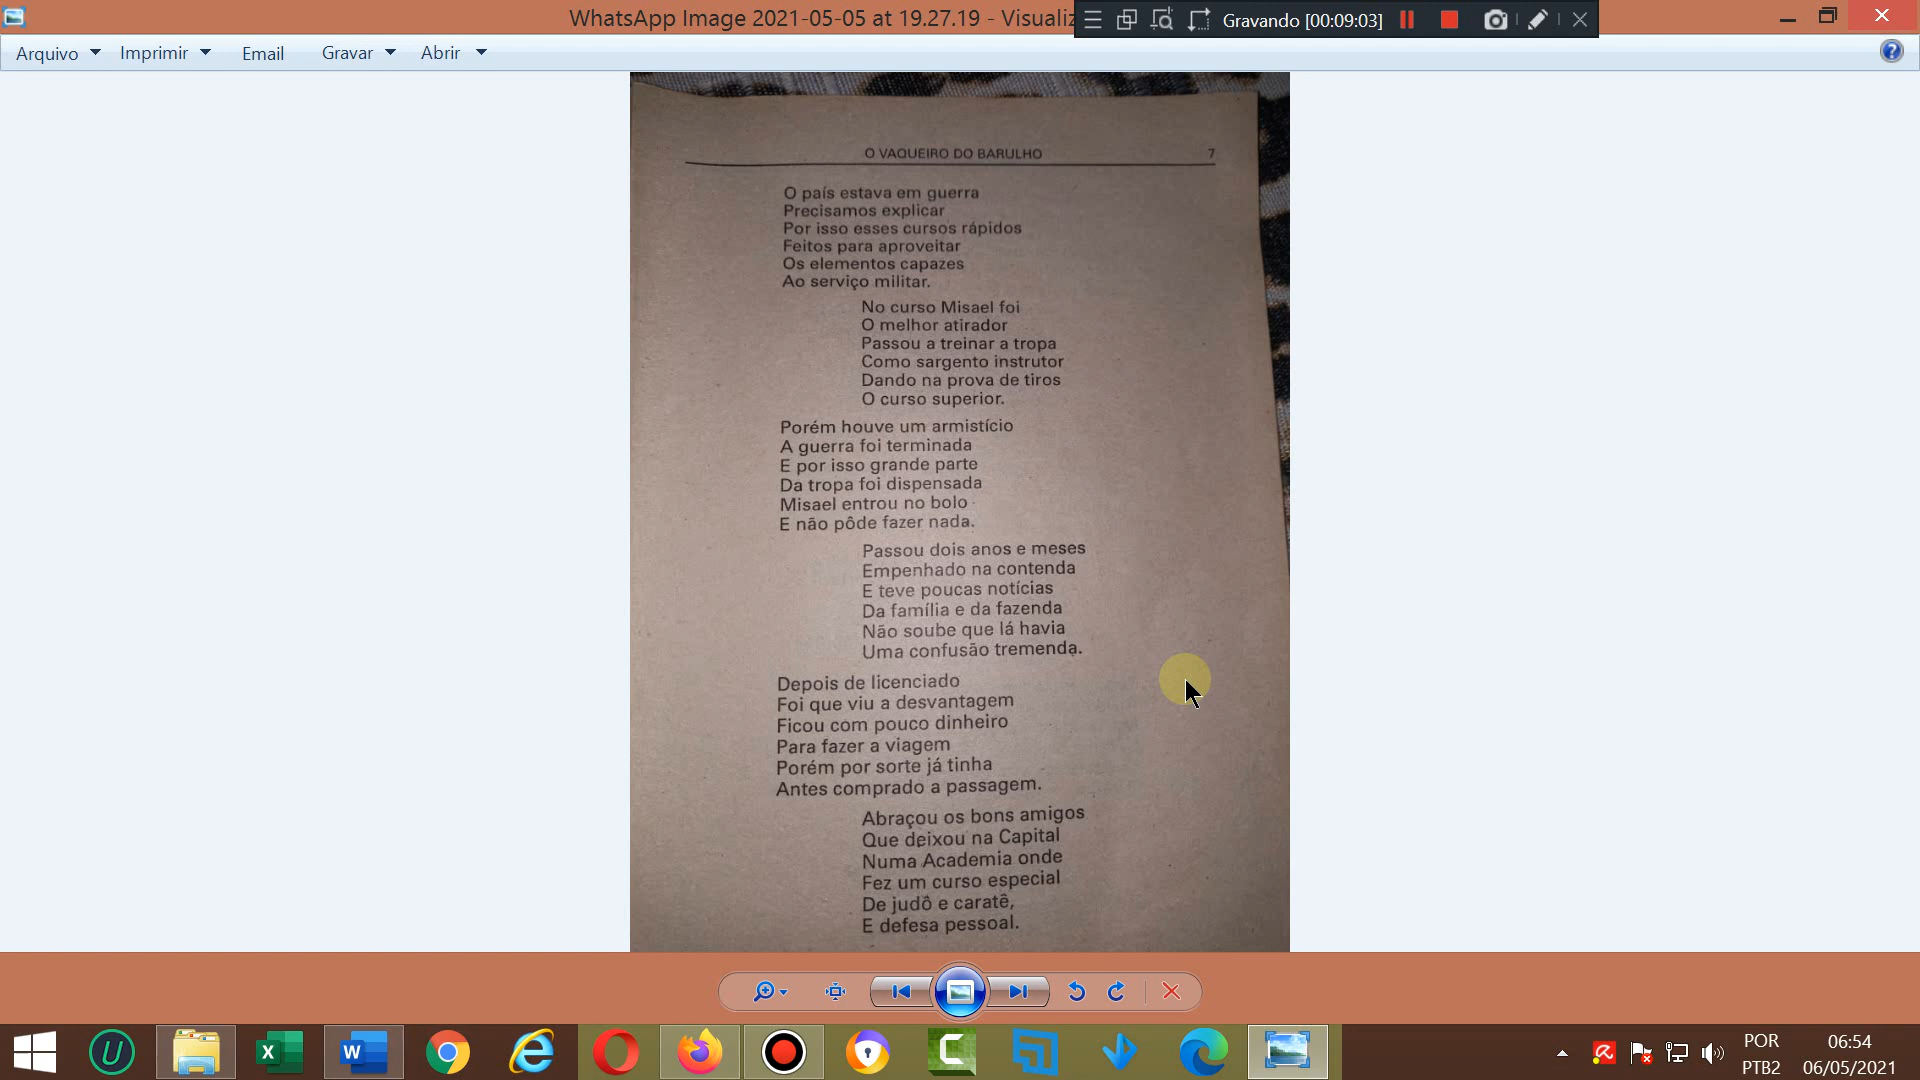 WhatsApp Image 2021-05-05 at 19.27.19 - Visualiz
Gravando [00:09:03]
Arquivo Imprimir Email Gravar Abrir
O VAQUEIRO DO BARULHO 7
O país estava em guerra
Precisamos explicar
Por isso esses cursos rápidos
Feitos para aproveitar
Os elementos capazes
Ao serviço militar.
No curso Misael foi
O melhor atirador
Passou a treinar a tropa
Como sargento instrutor
Dando na prova de tiros
O curso superior.
Porém houve um armistício
A guerra foi terminada
E por isso grande parte
Da tropa foi dispensada
Misael entrou no bolo
E não pôde fazer nada.
Passou dois anos e meses
Empenhado na contenda
E teve poucas notícias
Da família e da fazenda
Não soube que lá havia
Uma confusão tremenda.
Depois de licenciado
Foi que viu a desvantagem
Ficou com pouco dinheiro
Para fazer a viagem
Porém por sorte já tinha
Antes comprado a passagem.
Abraçou os bons amigos
Que deixou na Capital
Numa Academia onde
Fez um curso especial
De judô e caratê,
E defesa pessoal.
POR 06:54
PTB2 06/05/2021